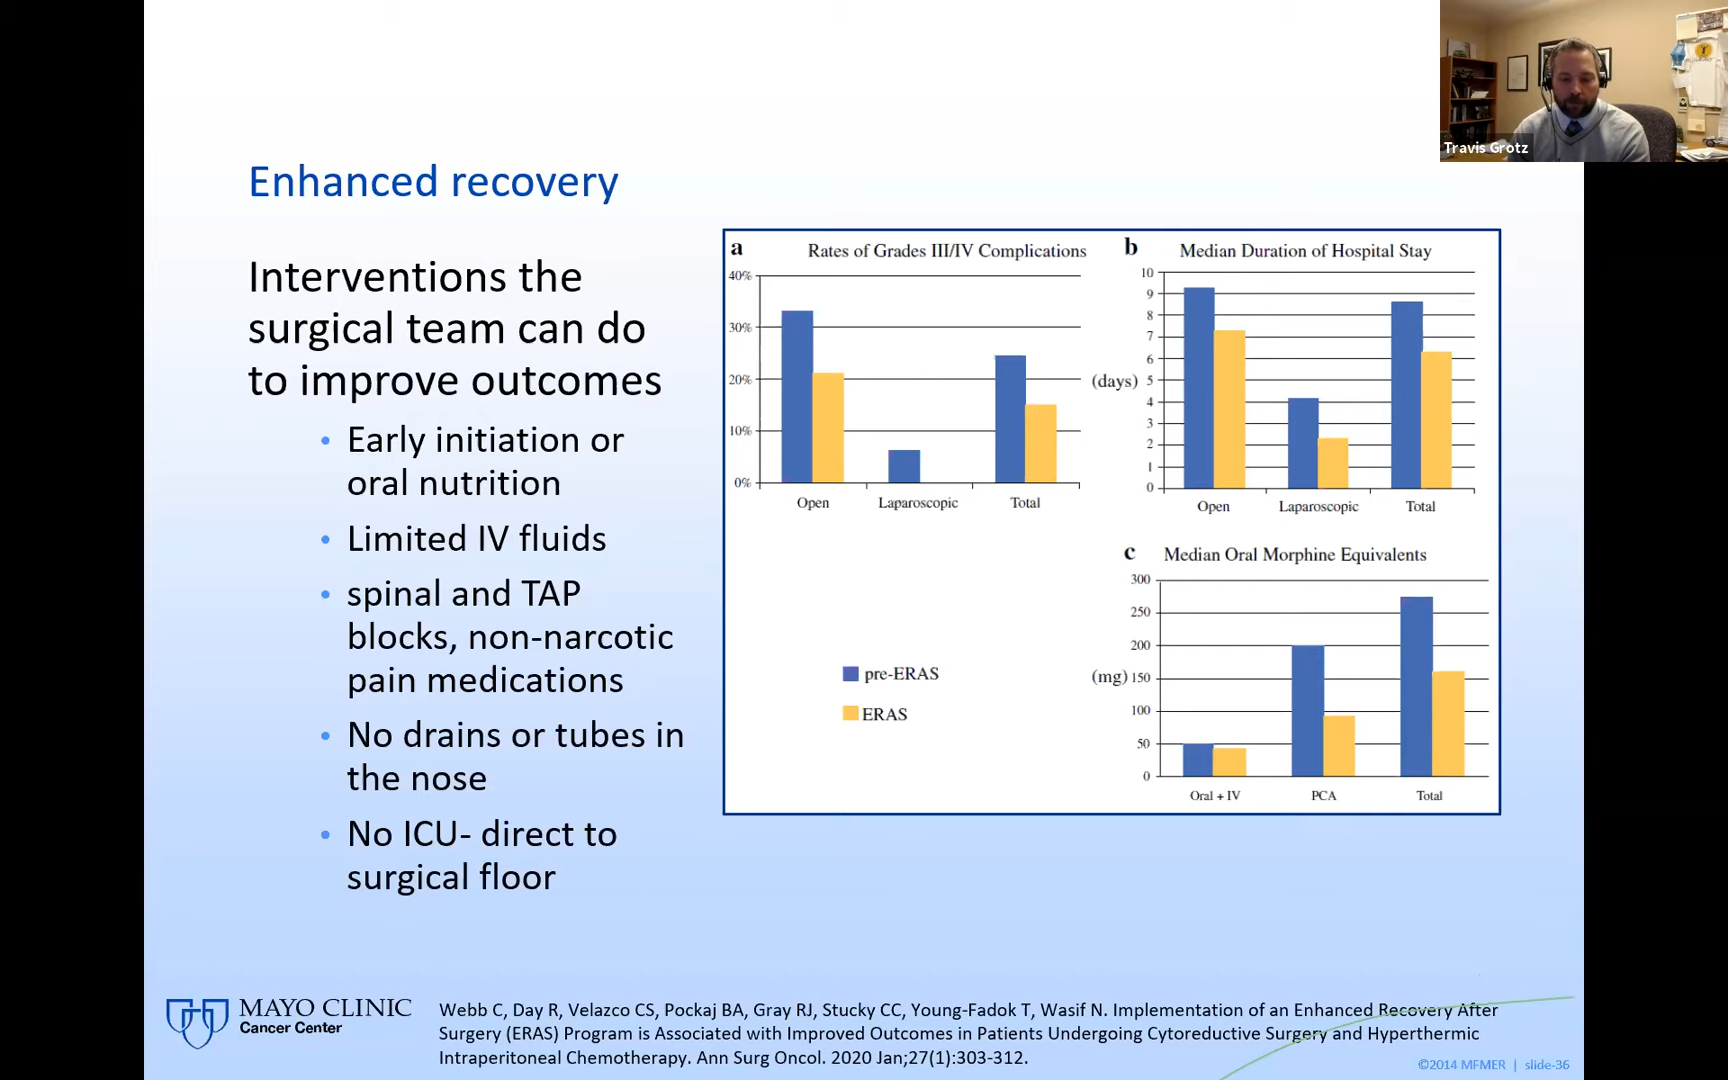 Travis Grotz
Enhanced recovery
Interventions the
surgical team can do
to improve outcomes
• Early initiation or
oral nutrition
• Limited IV fluids
• spinal and TAP
blocks, non-narcotic
pain medications
• No drains or tubes in
the nose
• No ICU- direct to
surgical floor
a Rates of Grades III/IV Complications
40%
30%
20%
10%
0%
Open Laparoscopic Total
b Median Duration of Hospital Stay
10
9
8
7
6
(days) 5
4
3
2
1
0
Open Laparoscopic Total
c Median Oral Morphine Equivalents
300
250
200
(mg) 150
100
50
0
Oral + IV PCA Total
pre-ERAS
ERAS
MAYO CLINIC
Cancer Center
Webb C, Day R, Velazco CS, Pockaj BA, Gray RJ, Stucky CC, Young-Fadok T, Wasif N. Implementation of an Enhanced Recovery After
Surgery (ERAS) Program is Associated with Improved Outcomes in Patients Undergoing Cytoreductive Surgery and Hyperthermic
Intraperitoneal Chemotherapy. Ann Surg Oncol. 2020 Jan;27(1):303-312.
©2014 MFMER | slide-36